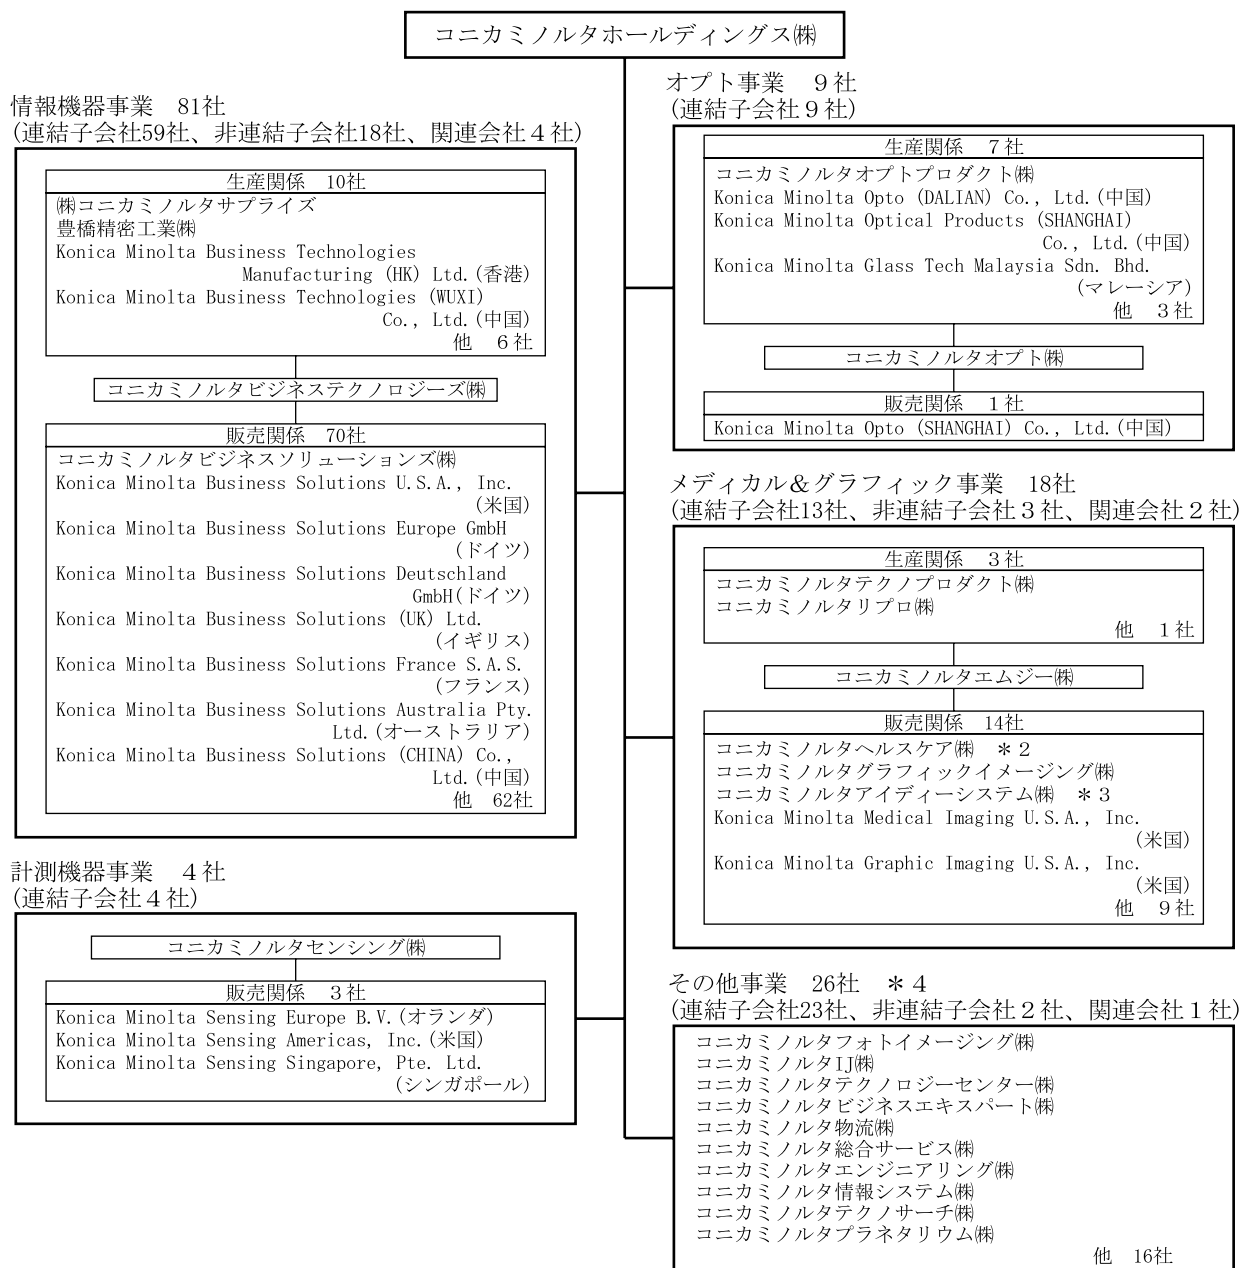 コニカミノルタホールディングス㈱
情報機器事業　81社
(連結子会社59社、非連結子会社18社、関連会社４社)
生産関係　10社
㈱コニカミノルタサプライズ
豊橋精密工業㈱
Konica Minolta Business Technologies
Manufacturing (HK) Ltd.(香港)
Konica Minolta Business Technologies (WUXI)
Co., Ltd.(中国)
他　６社
コニカミノルタビジネステクノロジーズ㈱
販売関係　70社
コニカミノルタビジネスソリューションズ㈱
Konica Minolta Business Solutions U.S.A., Inc.
(米国)
Konica Minolta Business Solutions Europe GmbH
(ドイツ)
Konica Minolta Business Solutions Deutschland
GmbH(ドイツ)
Konica Minolta Business Solutions (UK) Ltd.
(イギリス)
Konica Minolta Business Solutions France S.A.S.
(フランス)
Konica Minolta Business Solutions Australia Pty.
Ltd.(オーストラリア)
Konica Minolta Business Solutions (CHINA) Co.,
Ltd.(中国)
他　62社
計測機器事業　４社
(連結子会社４社)
コニカミノルタセンシング㈱
販売関係　３社
Konica Minolta Sensing Europe B.V.(オランダ)
Konica Minolta Sensing Americas, Inc.(米国)
Konica Minolta Sensing Singapore, Pte. Ltd.
(シンガポール)
オプト事業　９社
(連結子会社９社)
生産関係　７社
コニカミノルタオプトプロダクト㈱
Konica Minolta Opto (DALIAN) Co., Ltd.(中国)
Konica Minolta Optical Products (SHANGHAI)
Co., Ltd.(中国)
Konica Minolta Glass Tech Malaysia Sdn. Bhd.
(マレーシア)
他　３社
コニカミノルタオプト㈱
販売関係　１社
Konica Minolta Opto (SHANGHAI) Co., Ltd.(中国)
メディカル＆グラフィック事業　18社
(連結子会社13社、非連結子会社３社、関連会社２社)
生産関係　３社
コニカミノルタテクノプロダクト㈱
コニカミノルタリプロ㈱
他　１社
コニカミノルタエムジー㈱
販売関係　14社
コニカミノルタヘルスケア㈱　＊２
コニカミノルタグラフィックイメージング㈱
コニカミノルタアイディーシステム㈱　＊３
Konica Minolta Medical Imaging U.S.A., Inc.
(米国)
Konica Minolta Graphic Imaging U.S.A., Inc.
(米国)
他　９社
その他事業　26社　＊４
(連結子会社23社、非連結子会社２社、関連会社１社)
コニカミノルタフォトイメージング㈱
コニカミノルタIJ㈱
コニカミノルタテクノロジーセンター㈱
コニカミノルタビジネスエキスパート㈱
コニカミノルタ物流㈱
コニカミノルタ総合サービス㈱
コニカミノルタエンジニアリング㈱
コニカミノルタ情報システム㈱
コニカミノルタテクノサーチ㈱
コニカミノルタプラネタリウム㈱
他　16社